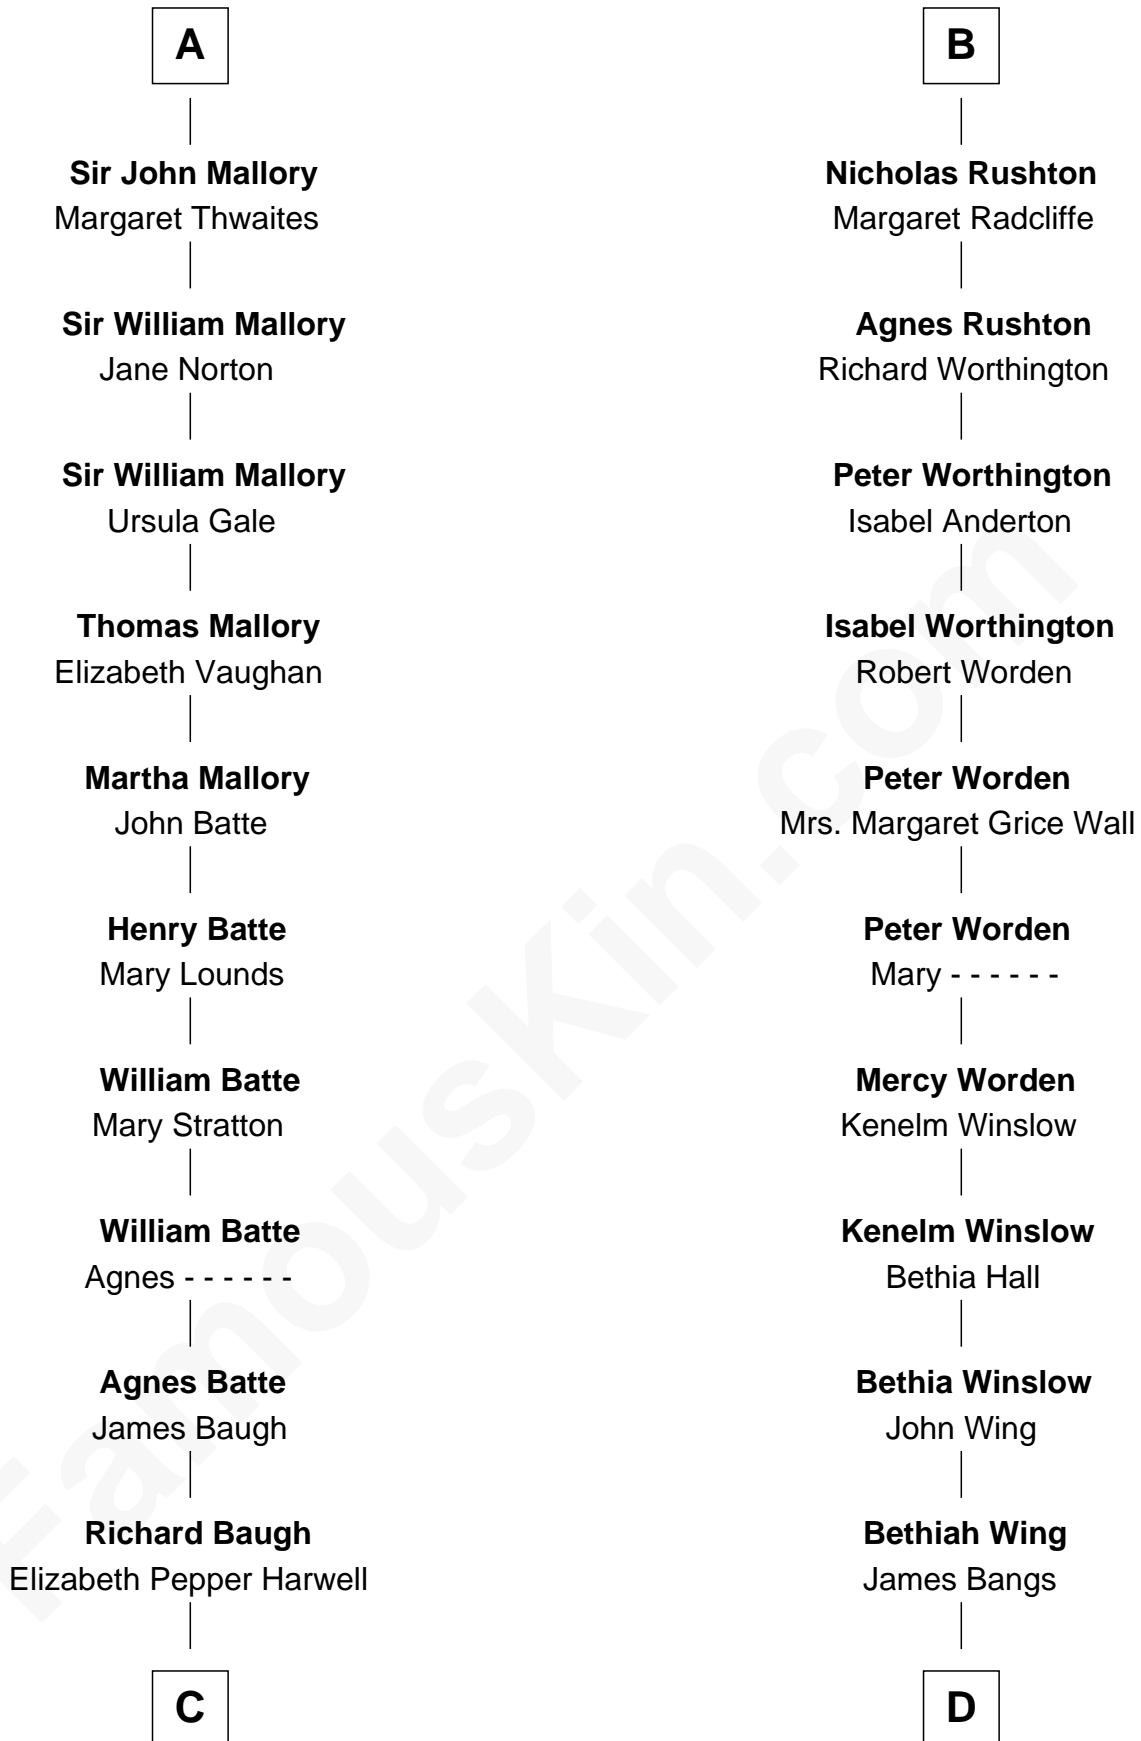 A
Sir John Mallory
Margaret Thwaites
Sir William Mallory
Jane Norton
Sir William Mallory
Ursula Gale
Thomas Mallory
Elizabeth Vaughan
Martha Mallory
John Batte
Henry Batte
Mary Lounds
William Batte
Mary Stratton
William Batte
Agnes - - - - - -
Agnes Batte
James Baugh
Richard Baugh
Elizabeth Pepper Harwell
C
B
Nicholas Rushton
Margaret Radcliffe
Agnes Rushton
Richard Worthington
Peter Worthington
Isabel Anderton
Isabel Worthington
Robert Worden
Peter Worden
Mrs. Margaret Grice Wall
Peter Worden
Mary - - - - - -
Mercy Worden
Kenelm Winslow
Kenelm Winslow
Bethia Hall
Bethia Winslow
John Wing
Bethiah Wing
James Bangs
D
FamousKin.com